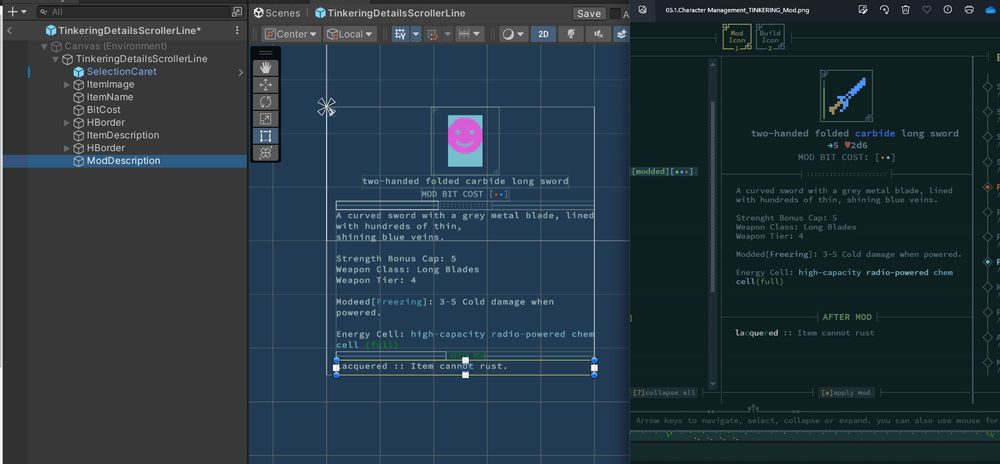 TinkeringDetailsScrollerLine*
All
Canvas (Environment)
TinkeringDetailsScrollerLine
SelectionCaret
ItemImage
ItemName
BitCost
HBorder
ItemDescription
HBorder
ModDescription
Scenes
TinkeringDetailsScrollerLine*
Save
A
Center
Local
2D
two-handed folded carbide long sword
MOD BIT COST
A curved sword with a grey metal blade, lined
with hundreds of thin,
shining blue veins.
Strength Bonus Cap: 5
Weapon Class: Long Blades
Weapon Tier: 4
Modeed[Freezing]: 3-5 Cold damage when
powered.
Energy Cell: high-capacity radio-powered chem
cell (full)
AFTER MOD
Lacquered :: Item cannot rust.
05.1.Character Management_TINKERING_Mod.png
Mod
Icon
1
Build
Icon
2
two-handed folded carbide long sword
→5 ♥2d6
MOD BIT COST: [••]
[modded][•••]
A curved sword with a grey metal blade, lined
with hundreds of thin, shining blue veins.
Strenght Bonus Cap: 5
Weapon Class: Long Blades
Weapon Tier: 4
Modded[Freezing]: 3-5 Cold damage when powered.
Energy Cell: high-capacity radio-powered chem
cell(full)
AFTER MOD
lacquered :: Item cannot rust
[7]collapse all
[a]apply mod
Arrow keys to navigate, select, collapse or expand. you can also use mouse for